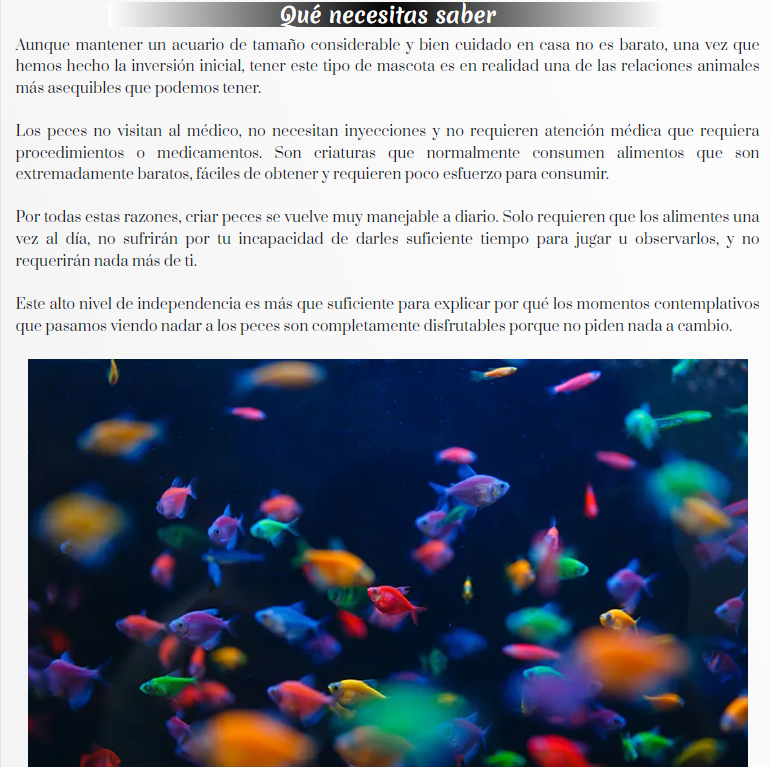 Qué necesitas saber
Aunque mantener un acuario de tamaño considerable y bien cuidado en casa no es barato, una vez que
hemos hecho la inversión inicial, tener este tipo de mascota es en realidad una de las relaciones animales
más asequibles que podemos tener.
Los peces no visitan al médico, no necesitan inyecciones y no requieren atención médica que requiera
procedimientos o medicamentos. Son criaturas que normalmente consumen alimentos que son
extremadamente baratos, fáciles de obtener y requieren poco esfuerzo para consumir.
Por todas estas razones, criar peces se vuelve muy manejable a diario. Solo requieren que los alimentes una
vez al día, no sufrirán por tu incapacidad de darles suficiente tiempo para jugar u observarlos, y no
requerirán nada más de ti.
Este alto nivel de independencia es más que suficiente para explicar por qué los momentos contemplativos
que pasamos viendo nadar a los peces son completamente disfrutables porque no piden nada a cambio.